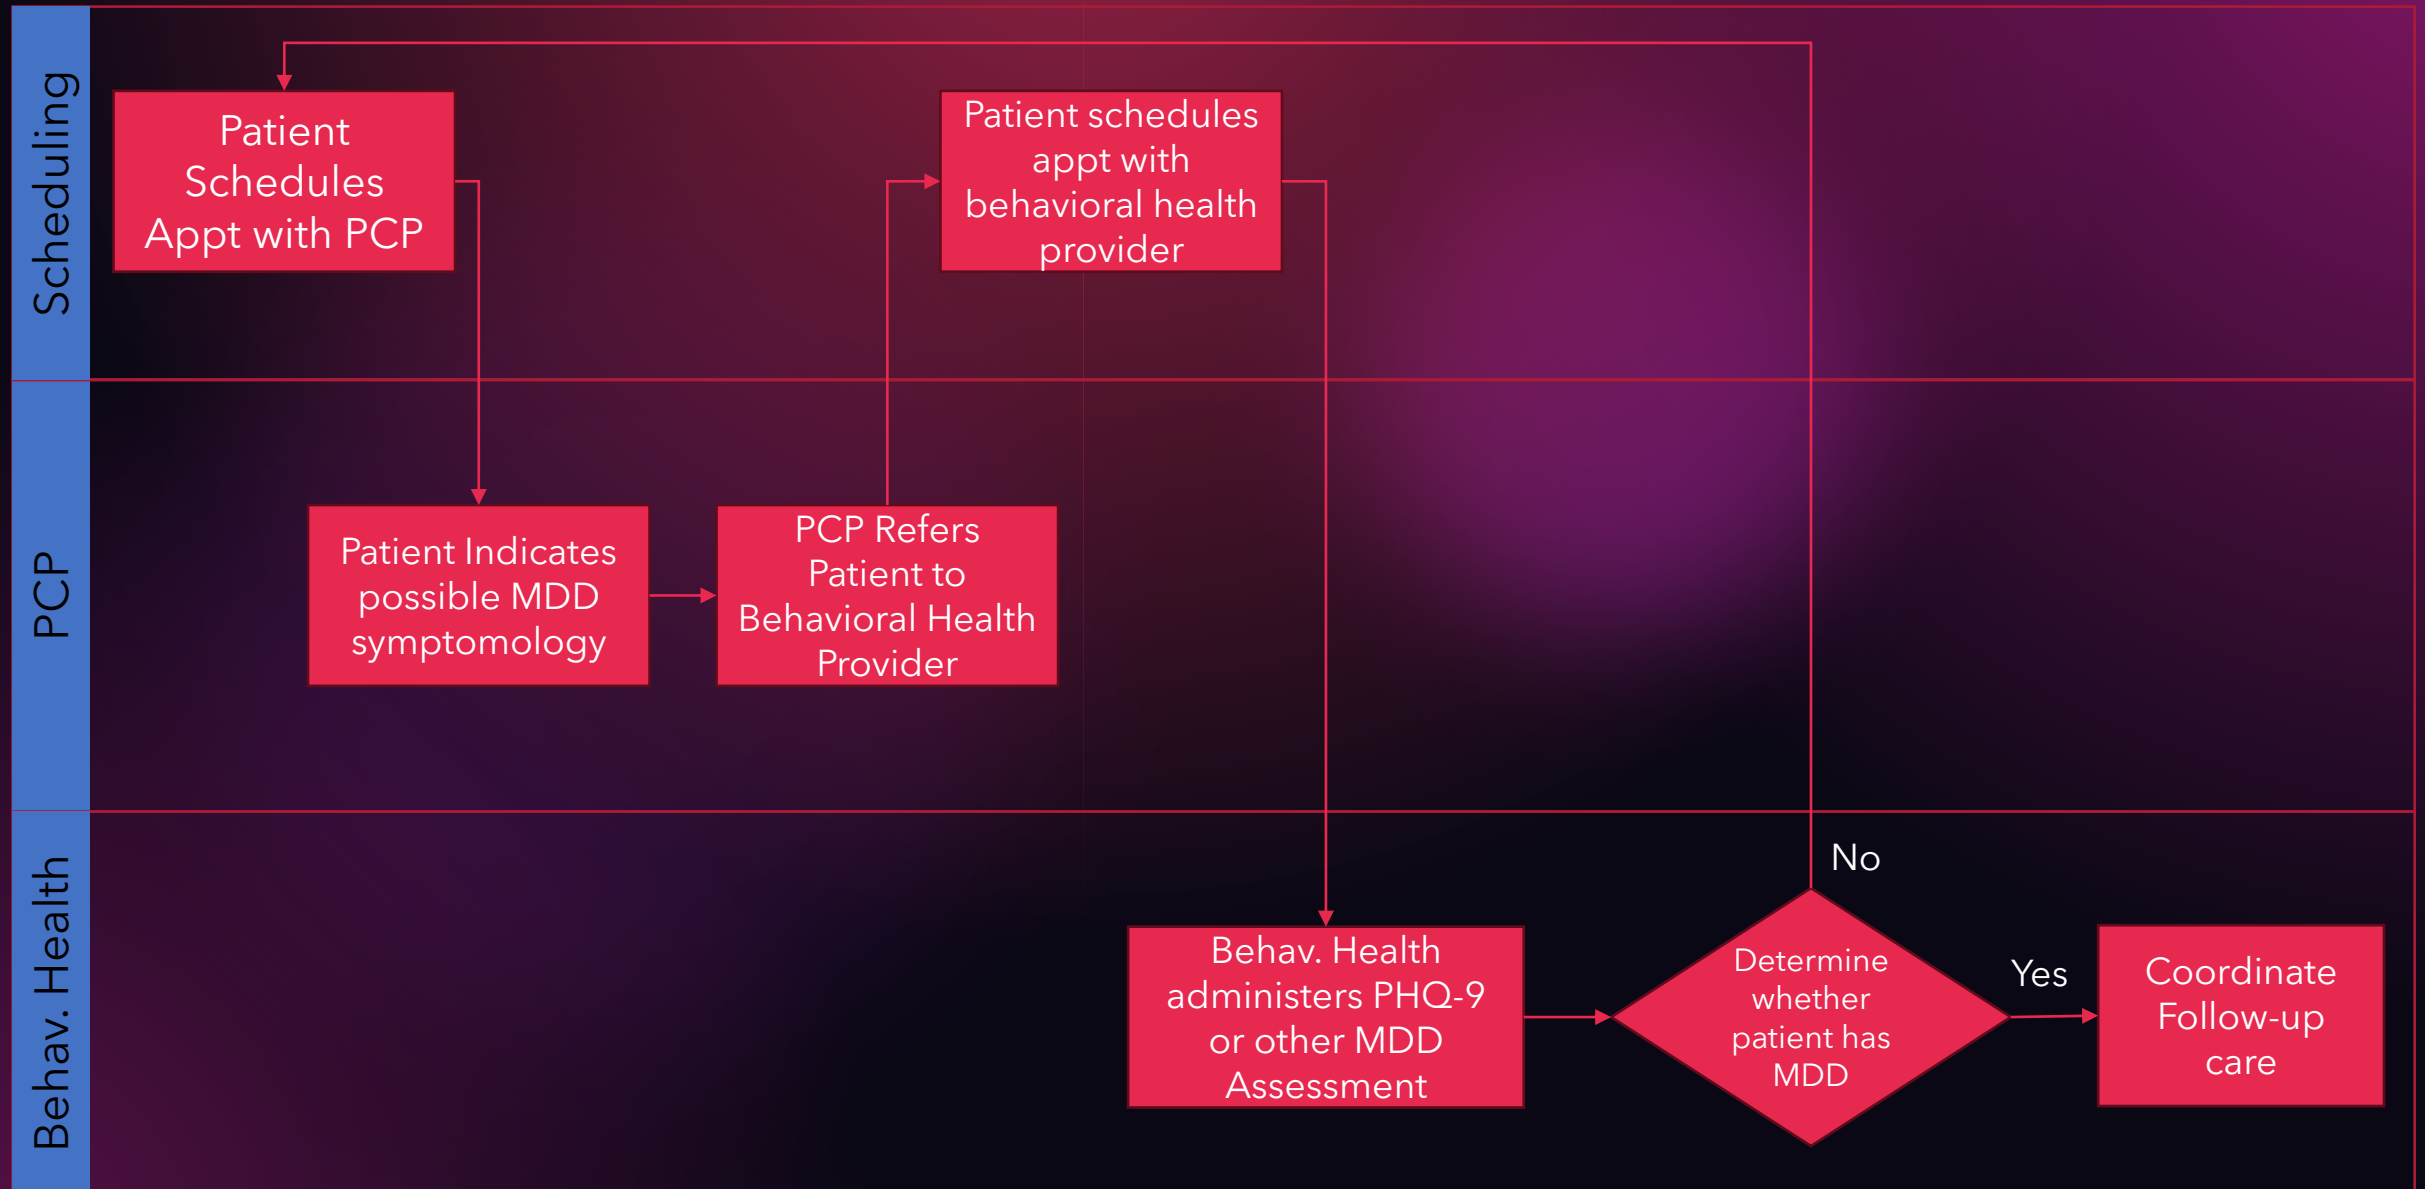 Scheduling
Patient
Schedules
Appt with PCP
Patient schedules
appt with
behavioral health
provider
PCP
Patient Indicates
possible MDD
symptomology
PCP Refers
Patient to
Behavioral Health
Provider
Behav. Health
Behav. Health
administers PHQ-9
or other MDD
Assessment
Determine
whether
patient has
MDD
No
Yes
Coordinate
Follow-up
care